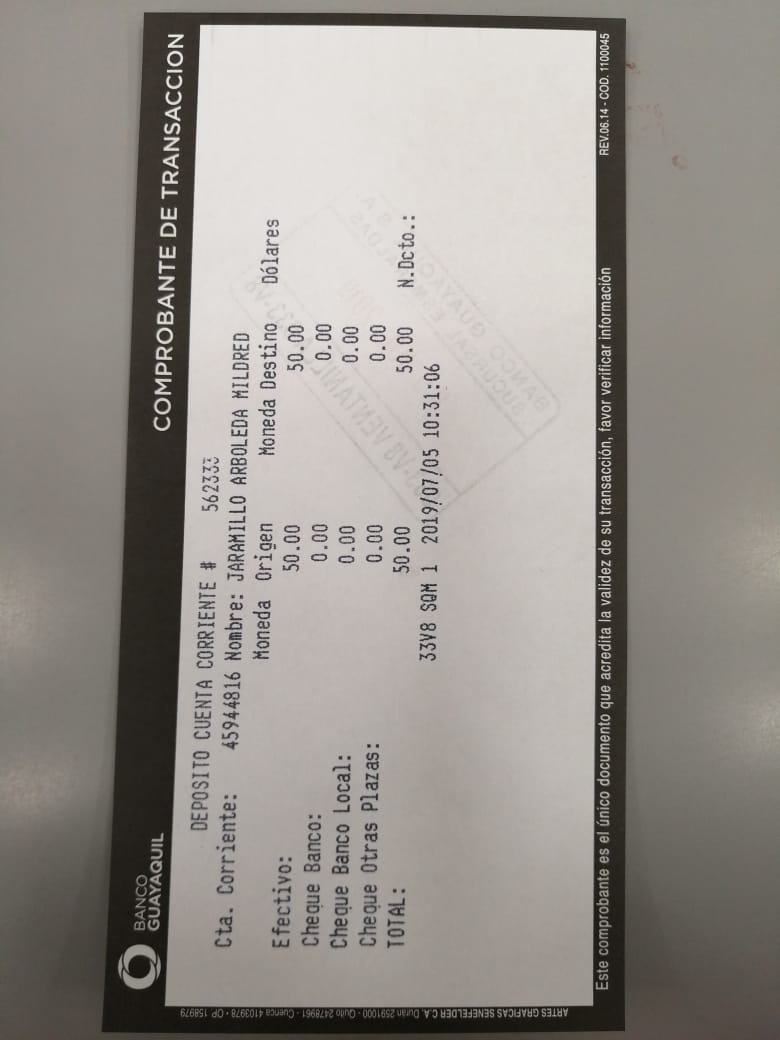 BANCO
GUAYAQUIL
COMPROBANTE DE TRANSACCION
DEPOSITO CUENTA CORRIENTE # 562333
Cta. Corriente: 45944816 Nombre: JARAMILLO ARBOLEDA MILDRED
Moneda Origen Moneda Destino Dólares
Efectivo: 50.00 50.00
Cheque Banco: 0.00 0.00
Cheque Banco Local: 0.00 0.00
Cheque Otras Plazas: 0.00 0.00
TOTAL: 50.00 50.00 N.Dcto.:
33V8 SQM 1 2019/07/05 10:31:06
BANCO GUAYAQUIL S A
SUCURSAL ESMERALDAS
Este comprobante es el único documento que acredita la validez de su transacción, favor verificar información
REV.06.14 - COD. 1100045
ARTES GRAFICAS SENEFELDER C.A. Durán 2591000 - Quito 2478961 - Cuenca 4103978 - OP. 158979